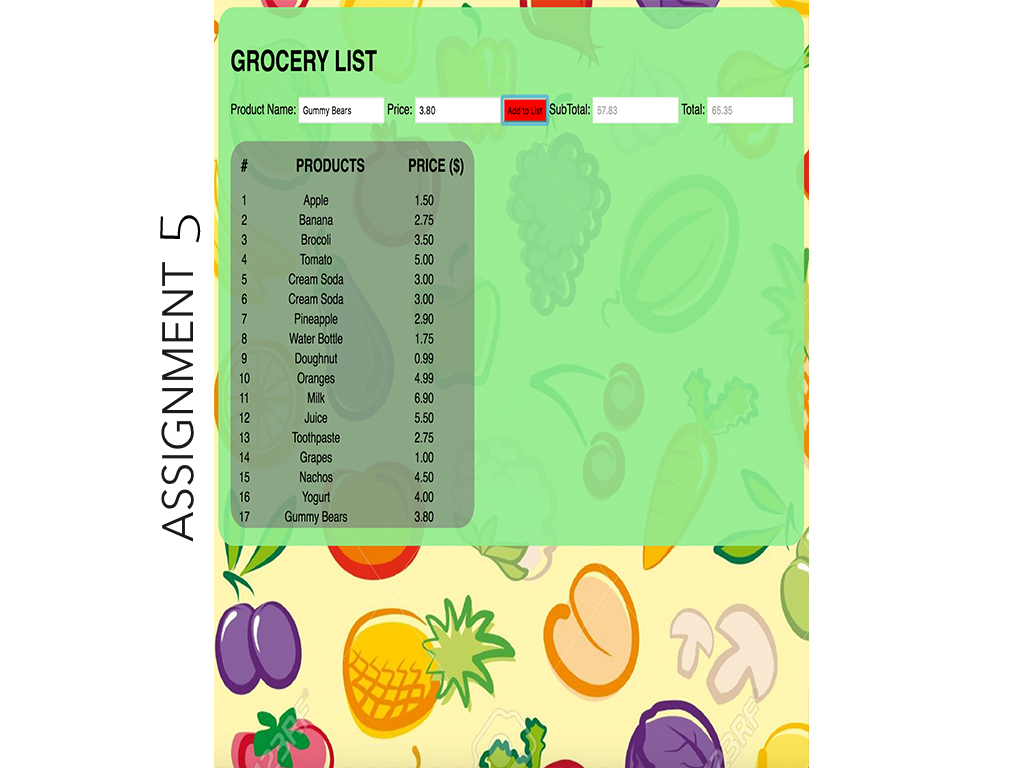 ASSIGNMENT 5
GROCERY LIST
Product Name: Gummy Bears Price: 3.80 Add to List SubTotal: 57.83 Total: 65.35
# PRODUCTS PRICE ($)
1 Apple 1.50
2 Banana 2.75
3 Brocoli 3.50
4 Tomato 5.00
5 Cream Soda 3.00
6 Cream Soda 3.00
7 Pineapple 2.90
8 Water Bottle 1.75
9 Doughnut 0.99
10 Oranges 4.99
11 Milk 6.90
12 Juice 5.50
13 Toothpaste 2.75
14 Grapes 1.00
15 Nachos 4.50
16 Yogurt 4.00
17 Gummy Bears 3.80